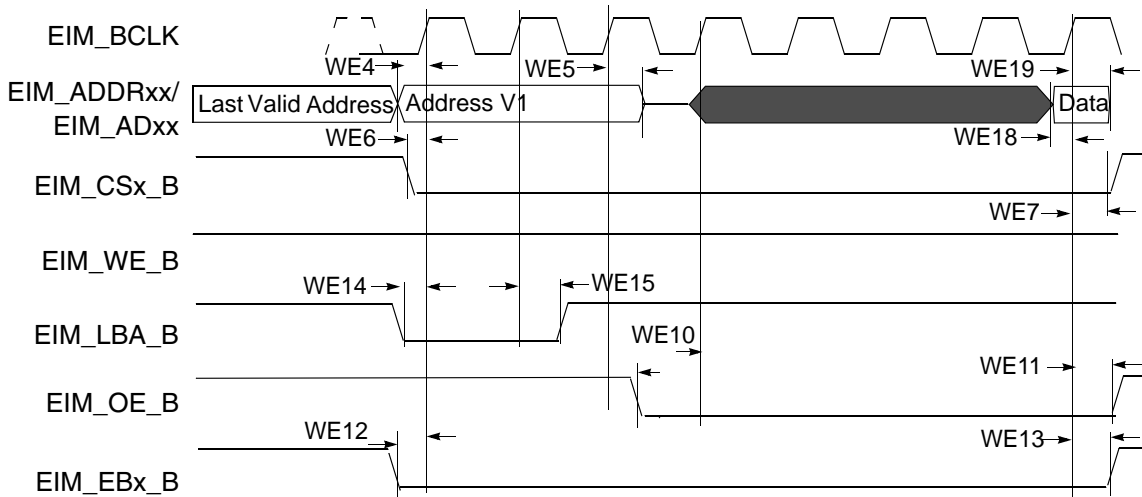 EIM_BCLK
WE4
WE5
WE19
EIM_ADDRxx/
EIM_ADxx
Last Valid Address
Address V1
Data
WE6
WE18
EIM_CSx_B
WE7
EIM_WE_B
WE14
WE15
EIM_LBA_B
WE10
WE11
EIM_OE_B
WE12
WE13
EIM_EBx_B